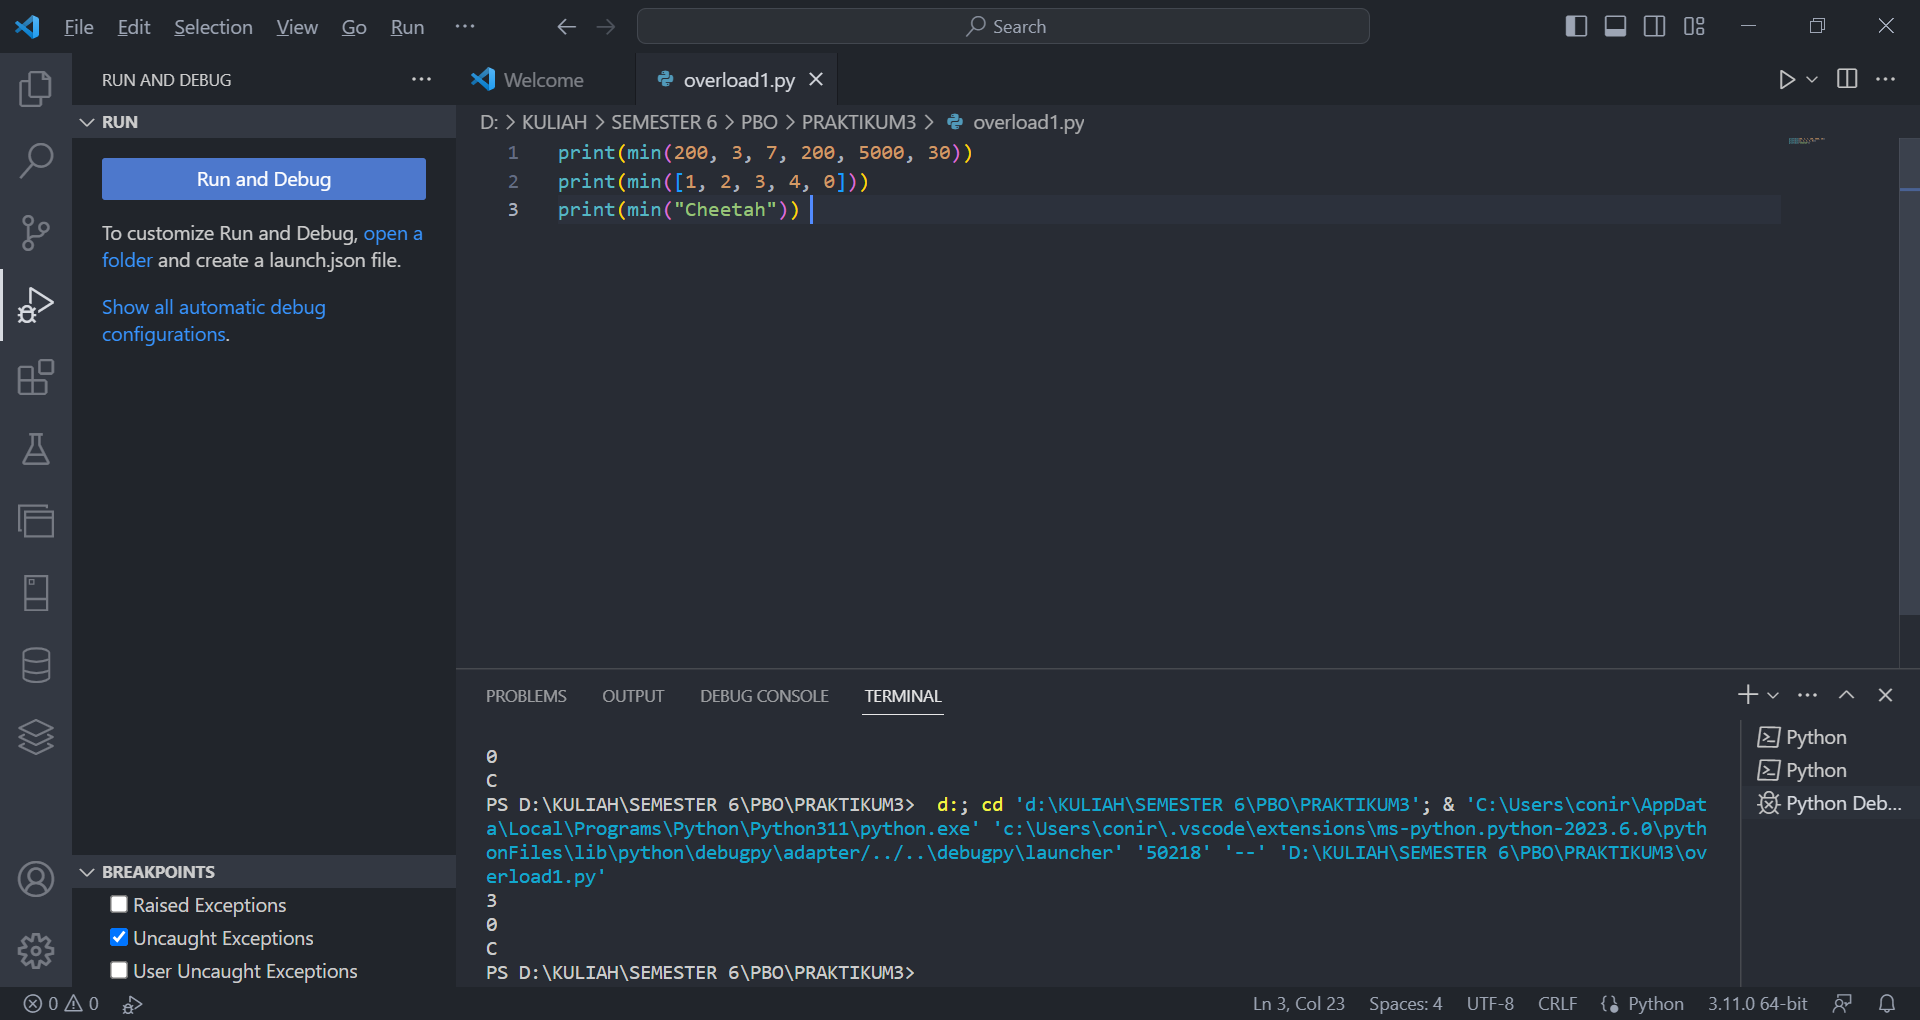 File Edit Selection View Go Run ···
Search
RUN AND DEBUG ···
RUN
Run and Debug
To customize Run and Debug, open a
folder and create a launch.json file.
Show all automatic debug
configurations.
BREAKPOINTS
Raised Exceptions
Uncaught Exceptions
User Uncaught Exceptions
Welcome
overload1.py
D: > KULIAH > SEMESTER 6 > PBO > PRAKTIKUM3 > overload1.py
1 print(min(200, 3, 7, 200, 5000, 30))
2 print(min([1, 2, 3, 4, 0]))
3 print(min("Cheetah"))
PROBLEMS OUTPUT DEBUG CONSOLE TERMINAL
0
C
PS D:\KULIAH\SEMESTER 6\PBO\PRAKTIKUM3>  d:; cd 'd:\KULIAH\SEMESTER 6\PBO\PRAKTIKUM3'; & 'C:\Users\conir\AppDat
a\Local\Programs\Python\Python311\python.exe' 'c:\Users\conir\.vscode\extensions\ms-python.python-2023.6.0\pyth
onFiles\lib\python\debugpy\adapter/../..\debugpy\launcher' '50218' '--' 'D:\KULIAH\SEMESTER 6\PBO\PRAKTIKUM3\ov
erload1.py'
3
0
C
PS D:\KULIAH\SEMESTER 6\PBO\PRAKTIKUM3>
Python
Python
Python Deb...
0 0
Ln 3, Col 23 Spaces: 4 UTF-8 CRLF Python 3.11.0 64-bit